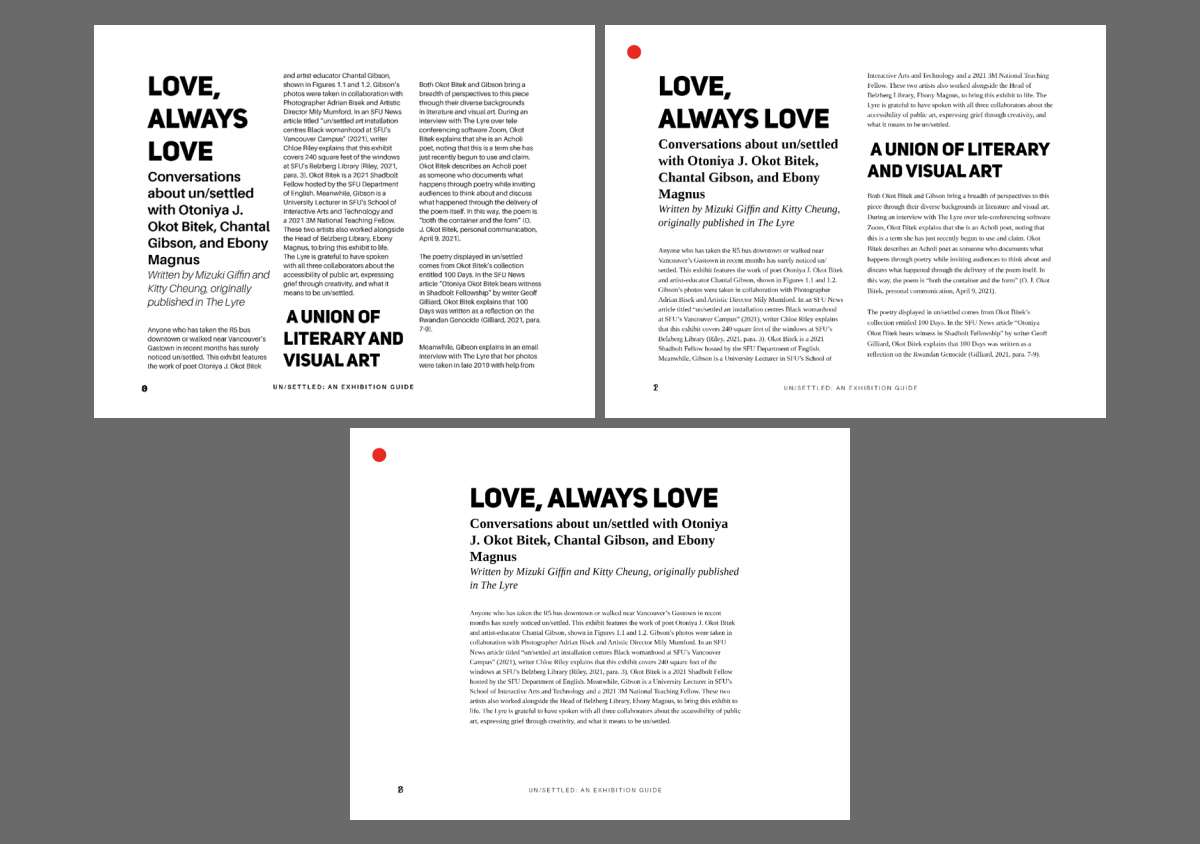 LOVE,
ALWAYS
LOVE
Conversations
about un/settled
with Otoniya J.
Okot Bitek, Chantal
Gibson, and Ebony
Magnus
Written by Mizuki Giffin and
Kitty Cheung, originally
published in The Lyre
Anyone who has taken the R5 bus
downtown or walked near Vancouver's
Gastown in recent months has surely
noticed un/settled. This exhibit features
the work of poet Otoniya J. Okot Bitek
and artist-educator Chantal Gibson,
shown in Figures 1.1 and 1.2. Gibson's
photos were taken in collaboration with
Photographer Adrian Bisek and Artistic
Director Mily Mumford. In an SFU News
article titled "un/settled art installation
centres Black womanhood at SFU's
Vancouver Campus" (2021), writer
Chloe Riley explains that this exhibit
covers 240 square feet of the windows
at SFU's Belzberg Library (Riley, 2021,
para. 3). Okot Bitek is a 2021 Shadbolt
Fellow hosted by the SFU Department
of English. Meanwhile, Gibson is a
University Lecturer in SFU's School of
Interactive Arts and Technology and
a 2021 3M National Teaching Fellow.
These two artists also worked alongside
the Head of Belzberg Library, Ebony
Magnus, to bring this exhibit to life.
The Lyre is grateful to have spoken
with all three collaborators about the
accessibility of public art, expressing
grief through creativity, and what it
means to be un/settled.
A UNION OF
LITERARY AND
VISUAL ART
Both Okot Bitek and Gibson bring a
breadth of perspectives to this piece
through their diverse backgrounds
in literature and visual art. During an
interview with The Lyre over tele
conferencing software Zoom, Okot
Bitek explains that she is an Acholi
poet, noting that this is a term she has
just recently begun to use and claim.
Okot Bitek describes an Acholi poet
as someone who documents what
happens through poetry while inviting
audiences to think about and discuss
what happened through the delivery of
the poem itself. In this way, the poem is
"both the container and the form" (O.
J. Okot Bitek, personal communication,
April 9, 2021).
The poetry displayed in un/settled
comes from Okot Bitek's collection
entitled 100 Days. In the SFU News
article "Otoniya Okot Bitek bears witness
in Shadbolt Fellowship" by writer Geoff
Gilliard, Okot Bitek explains that 100
Days was written as a reflection on the
Rwandan Genocide (Gilliard, 2021, para.
7-9).
Meanwhile, Gibson explains in an email
interview with The Lyre that her photos
were taken in late 2019 with help from
UN/SETTLED: AN EXHIBITION GUIDE
LOVE,
ALWAYS LOVE
Conversations about un/settled
with Otoniya J. Okot Bitek,
Chantal Gibson, and Ebony
Magnus
Written by Mizuki Giffin and Kitty Cheung,
originally published in The Lyre
Anyone who has taken the R5 bus downtown or walked near
Vancouver's Gastown in recent months has surely noticed un/
settled. This exhibit features the work of poet Otoniya J. Okot Bitek
and artist-educator Chantal Gibson, shown in Figures 1.1 and 1.2.
Gibson's photos were taken in collaboration with Photographer
Adrian Bisek and Artistic Director Mily Mumford. In an SFU News
article titled "un/settled art installation centres Black womanhood
at SFU's Vancouver Campus" (2021), writer Chloe Riley explains
that this exhibit covers 240 square feet of the windows at SFU's
Belzberg Library (Riley, 2021, para. 3). Okot Bitek is a 2021
Shadbolt Fellow hosted by the SFU Department of English.
Meanwhile, Gibson is a University Lecturer in SFU's School of
Interactive Arts and Technology and a 2021 3M National Teaching
Fellow. These two artists also worked alongside the Head of
Belzberg Library, Ebony Magnus, to bring this exhibit to life. The
Lyre is grateful to have spoken with all three collaborators about the
accessibility of public art, expressing grief through creativity, and
what it means to be un/settled.
A UNION OF LITERARY
AND VISUAL ART
Both Okot Bitek and Gibson bring a breadth of perspectives to this
piece through their diverse backgrounds in literature and visual art.
During an interview with The Lyre over tele-conferencing software
Zoom, Okot Bitek explains that she is an Acholi poet, noting that
this is a term she has just recently begun to use and claim. Okot
Bitek describes an Acholi poet as someone who documents what
happens through poetry while inviting audiences to think about and
discuss what happened through the delivery of the poem itself. In
this way, the poem is "both the container and the form" (O. J. Okot
Bitek, personal communication, April 9, 2021).
The poetry displayed in un/settled comes from Okot Bitek's
collection entitled 100 Days. In the SFU News article "Otoniya
Okot Bitek bears witness in Shadbolt Fellowship" by writer Geoff
Gilliard, Okot Bitek explains that 100 Days was written as a
reflection on the Rwandan Genocide (Gilliard, 2021, para. 7-9).
UN/SETTLED: AN EXHIBITION GUIDE
LOVE, ALWAYS LOVE
Conversations about un/settled with Otoniya
J. Okot Bitek, Chantal Gibson, and Ebony
Magnus
Written by Mizuki Giffin and Kitty Cheung, originally published
in The Lyre
Anyone who has taken the R5 bus downtown or walked near Vancouver's Gastown in recent
months has surely noticed un/settled. This exhibit features the work of poet Otoniya J. Okot Bitek
and artist-educator Chantal Gibson, shown in Figures 1.1 and 1.2. Gibson's photos were taken in
collaboration with Photographer Adrian Bisek and Artistic Director Mily Mumford. In an SFU
News article titled "un/settled art installation centres Black womanhood at SFU's Vancouver
Campus" (2021), writer Chloe Riley explains that this exhibit covers 240 square feet of the
windows at SFU's Belzberg Library (Riley, 2021, para. 3). Okot Bitek is a 2021 Shadbolt Fellow
hosted by the SFU Department of English. Meanwhile, Gibson is a University Lecturer in SFU's
School of Interactive Arts and Technology and a 2021 3M National Teaching Fellow. These two
artists also worked alongside the Head of Belzberg Library, Ebony Magnus, to bring this exhibit to
life. The Lyre is grateful to have spoken with all three collaborators about the accessibility of public
art, expressing grief through creativity, and what it means to be un/settled.
UN/SETTLED: AN EXHIBITION GUIDE